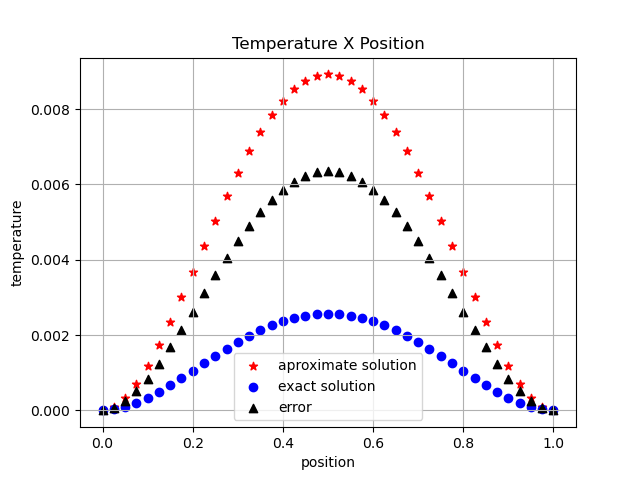 Temperature X Position
temperature
0.008
0.006
0.004
0.002
0.000
aproximate solution
exact solution
error
0.0 0.2 0.4 0.6 0.8 1.0
position